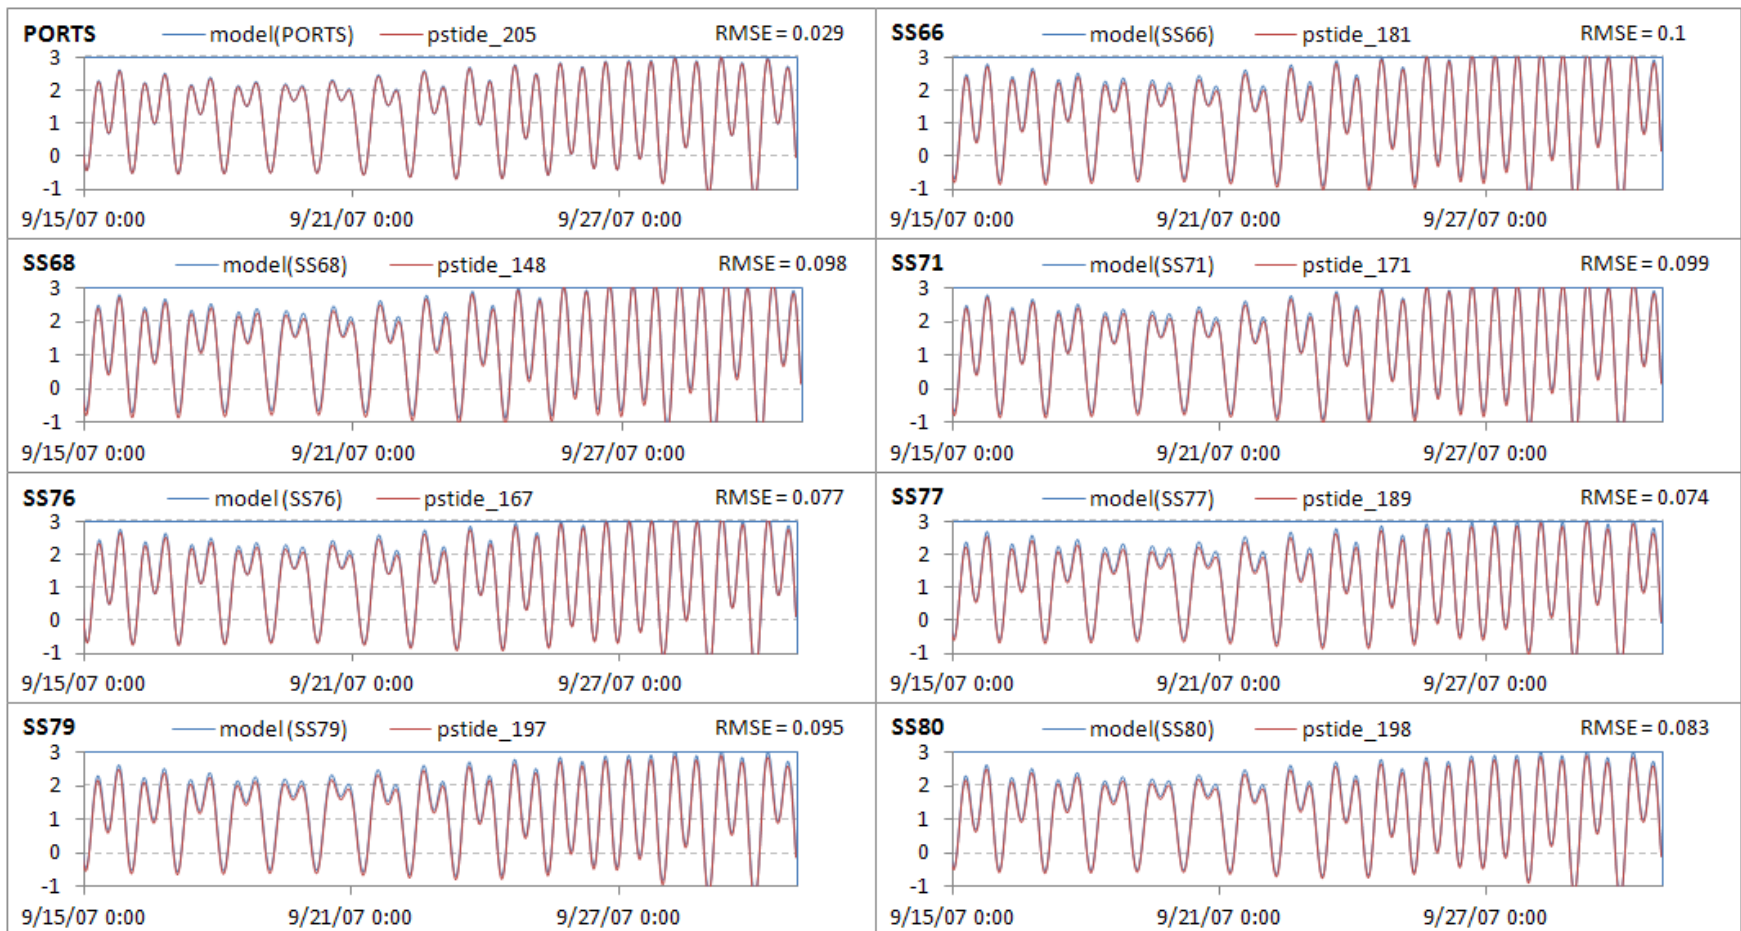 PORTS model(PORTS) pstide_205 RMSE = 0.029
3
2
1
0
-1
9/15/07 0:00 9/21/07 0:00 9/27/07 0:00
SS66 model(SS66) pstide_181 RMSE = 0.1
3
2
1
0
-1
9/15/07 0:00 9/21/07 0:00 9/27/07 0:00
SS68 model(SS68) pstide_148 RMSE = 0.098
3
2
1
0
-1
9/15/07 0:00 9/21/07 0:00 9/27/07 0:00
SS71 model(SS71) pstide_171 RMSE = 0.099
3
2
1
0
-1
9/15/07 0:00 9/21/07 0:00 9/27/07 0:00
SS76 model(SS76) pstide_167 RMSE = 0.077
3
2
1
0
-1
9/15/07 0:00 9/21/07 0:00 9/27/07 0:00
SS77 model(SS77) pstide_189 RMSE = 0.074
3
2
1
0
-1
9/15/07 0:00 9/21/07 0:00 9/27/07 0:00
SS79 model(SS79) pstide_197 RMSE = 0.095
3
2
1
0
-1
9/15/07 0:00 9/21/07 0:00 9/27/07 0:00
SS80 model(SS80) pstide_198 RMSE = 0.083
3
2
1
0
-1
9/15/07 0:00 9/21/07 0:00 9/27/07 0:00